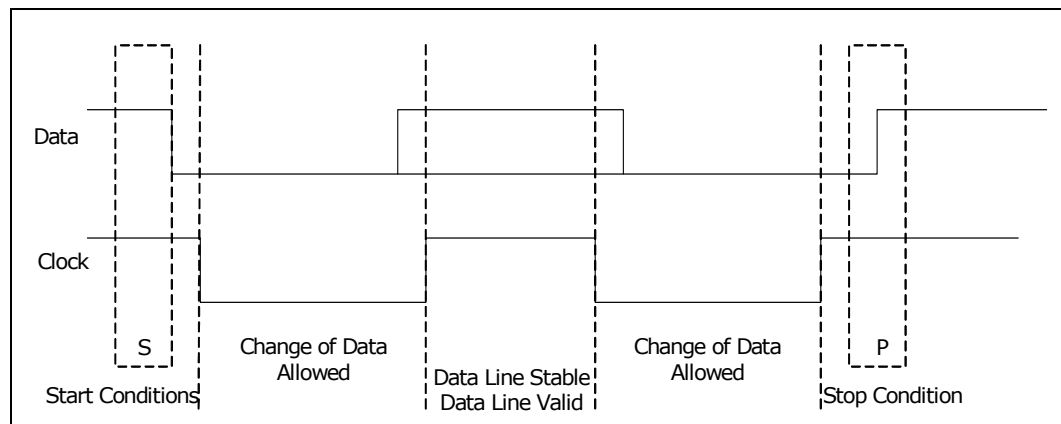 Data
Clock
S
P
Change of Data
Allowed
Change of Data
Allowed
Start Conditions
Data Line Stable
Data Line Valid
Stop Condition